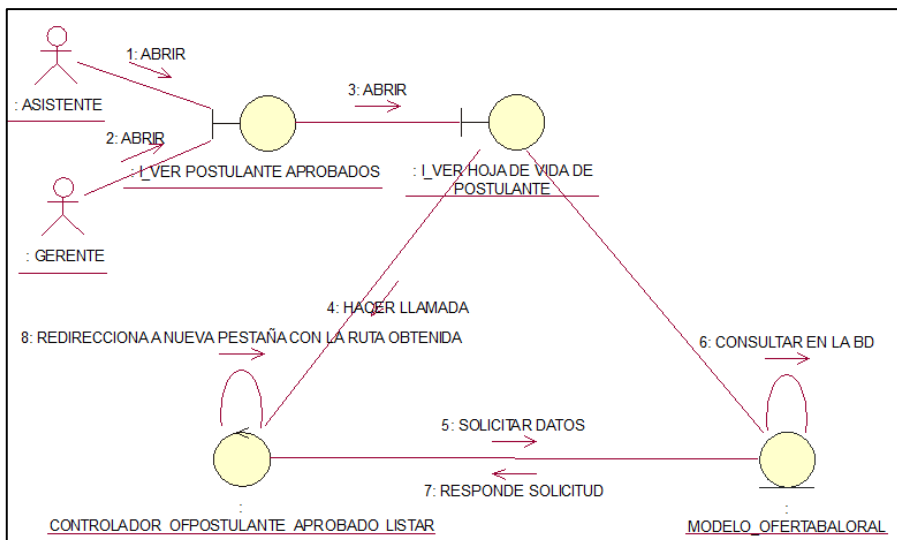 1: ABRIR
: ASISTENTE
2: ABRIR
: GERENTE
3: ABRIR
: I_VER POSTULANTE APROBADOS
: I_VER HOJA DE VIDA DE
POSTULANTE
4: HACER LLAMADA
8: REDIRECCIONA A NUEVA PESTAÑA CON LA RUTA OBTENIDA
6: CONSULTAR EN LA BD
5: SOLICITAR DATOS
7: RESPONDE SOLICITUD
:
CONTROLADOR_OFPOSTULANTE_APROBADO_LISTAR
:
MODELO_OFERTABALORAL